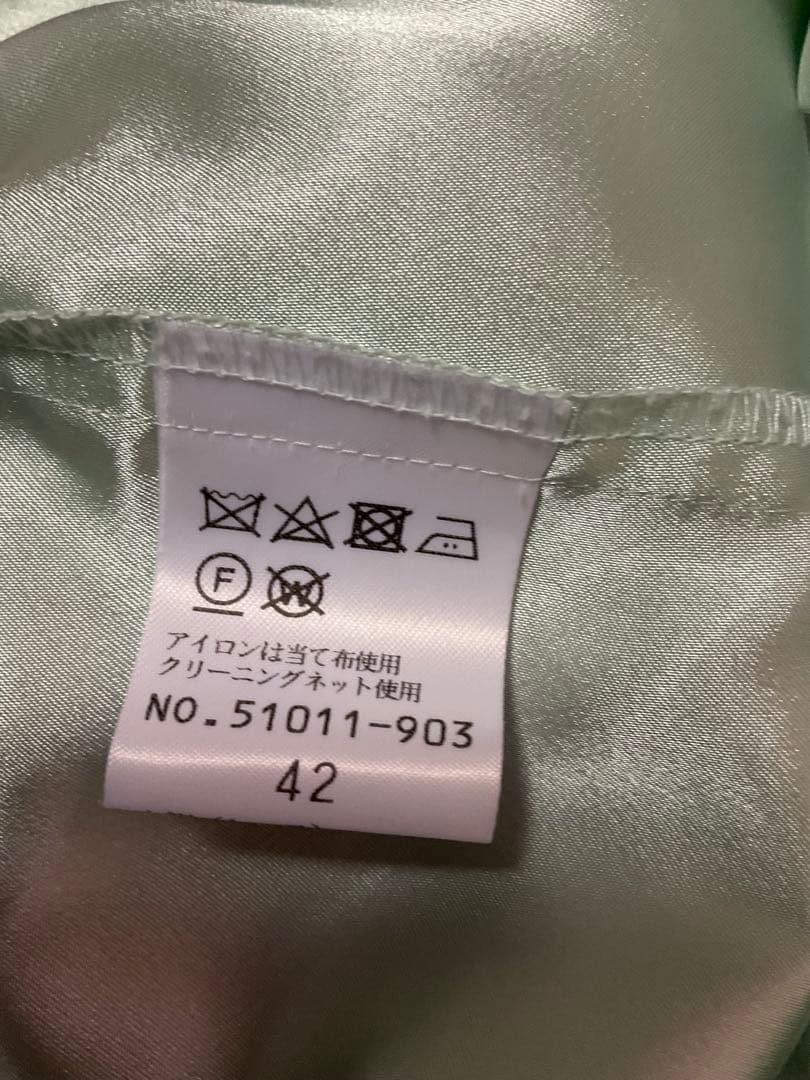 F W
アイロンは当て布使用
クリーニングネット使用
NO.51011-903
42